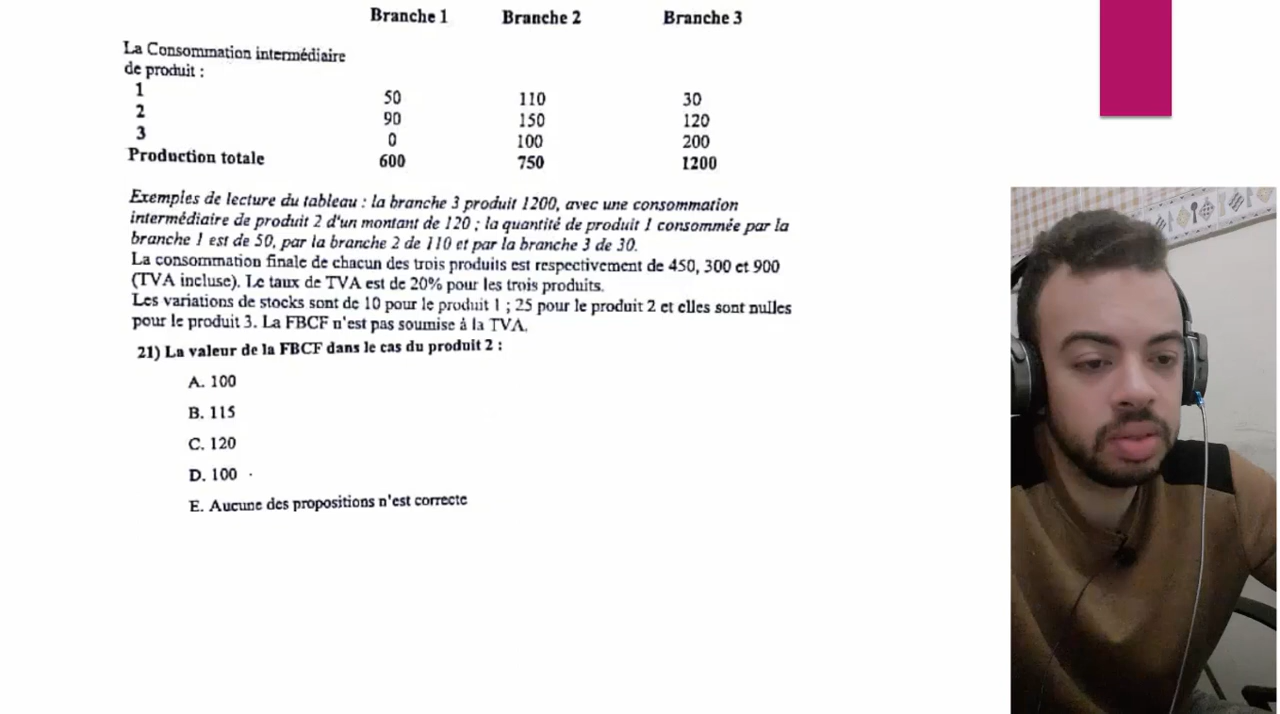 Branche 1 Branche 2 Branche 3
La Consommation intermédiaire
de produit :
1 50 110 30
2 90 150 120
3 0 100 200
Production totale 600 750 1200
Exemples de lecture du tableau : la branche 3 produit 1200, avec une consommation
intermédiaire de produit 2 d'un montant de 120 ; la quantité de produit 1 consommée par la
branche 1 est de 50, par la branche 2 de 110 et par la branche 3 de 30.
La consommation finale de chacun des trois produits est respectivement de 450, 300 et 900
(TVA incluse). Le taux de TVA est de 20% pour les trois produits.
Les variations de stocks sont de 10 pour le produit 1 ; 25 pour le produit 2 et elles sont nulles
pour le produit 3. La FBCF n'est pas soumise à la TVA.
21) La valeur de la FBCF dans le cas du produit 2 :
A. 100
B. 115
C. 120
D. 100
E. Aucune des propositions n'est correcte